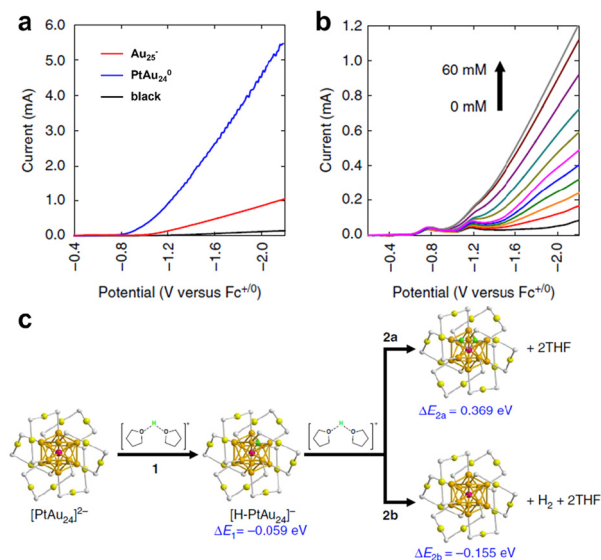 a
6.0
5.0
4.0
3.0
2.0
1.0
0.0
Current (mA)
Au25-
PtAu24^0
black
-0.4
-0.8
-1.2
-1.6
-2.0
Potential (V versus Fc+/0)
b
1.2
1.0
0.8
0.6
0.4
0.2
0.0
Current (mA)
60 mM
0 mM
-0.4
-0.8
-1.2
-1.6
-2.0
Potential (V versus Fc+/0)
c
[PtAu24]2–
H
O O
+
1
[H-PtAu24]–
ΔE1= –0.059 eV
H
O O
+
2a
+ 2THF
ΔE2a = 0.369 eV
2b
+ H2 + 2THF
ΔE2b = –0.155 eV